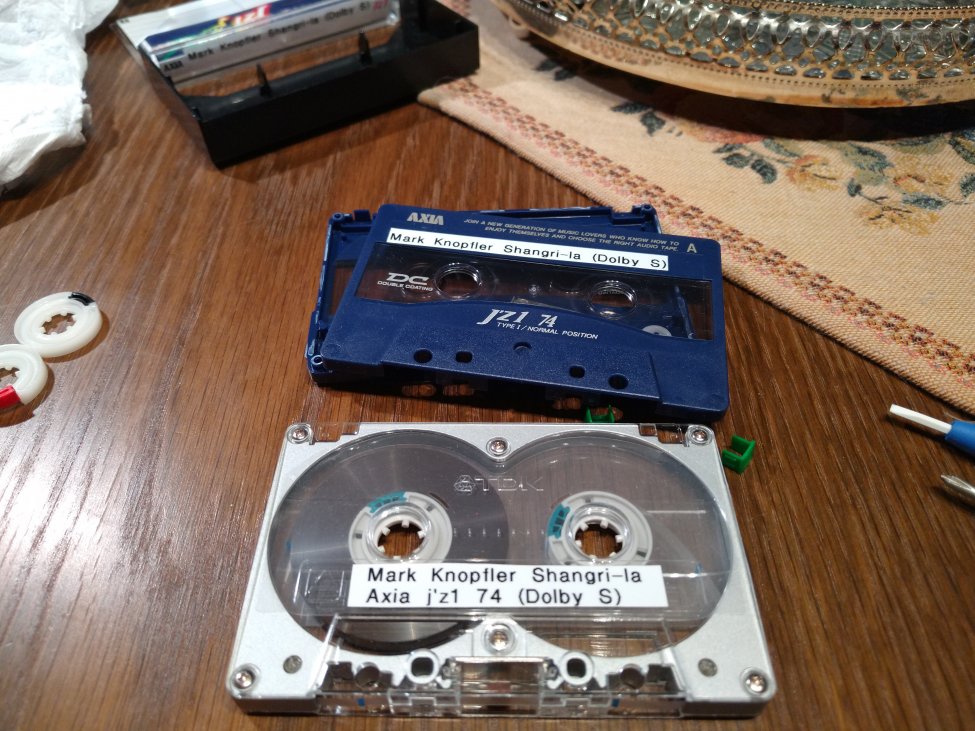 j'z1
Mark Knopfler Shangri-la (Dolby S)
AXIA
JOIN A NEW GENERATION OF MUSIC LOVERS WHO KNOW HOW TO
ENJOY THEMSELVES AND CHOOSE THE RIGHT AUDIO TAPE.
A
Mark Knopfler Shangri-la (Dolby S)
DC
DOUBLE COATING
J'Z1 74
TYPE I / NORMAL POSITION
TDK
Mark Knopfler Shangri-la
Axia j'z1 74 (Dolby S)